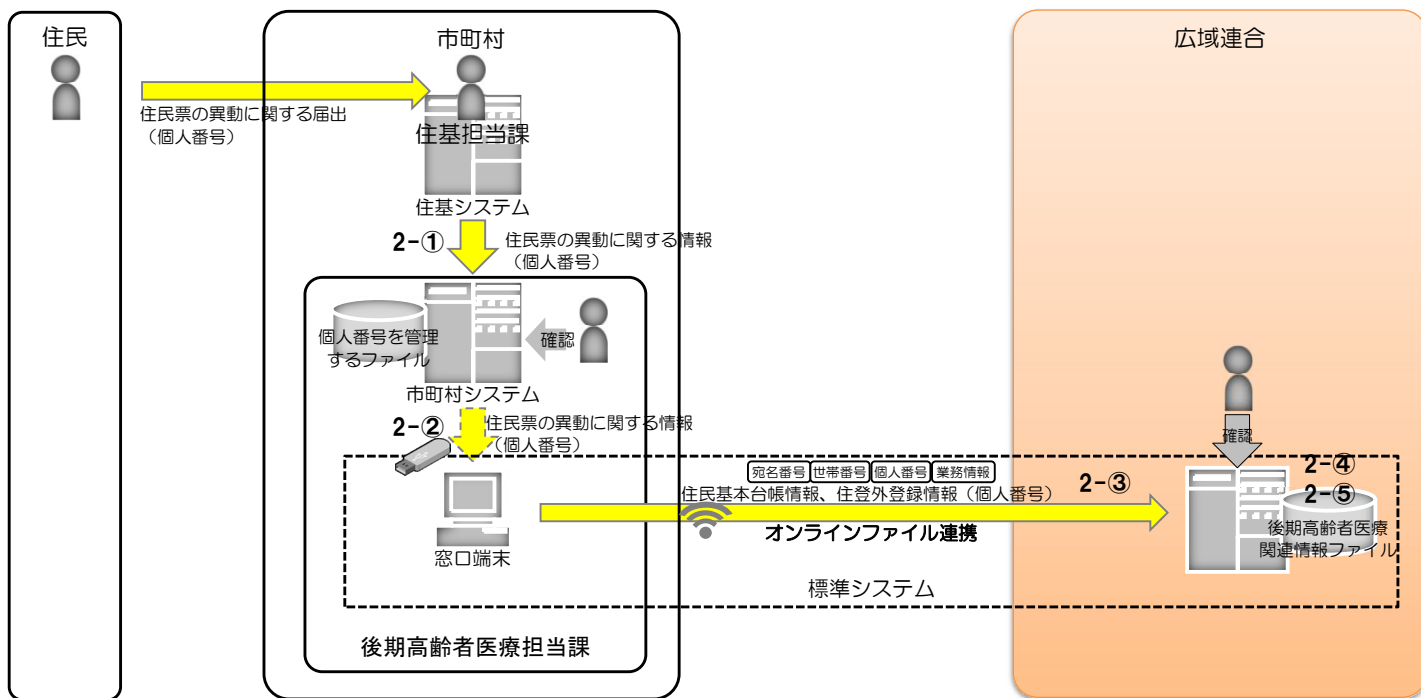 住民
市町村
広域連合
住民票の異動に関する届出
（個人番号）
住基担当課
住基システム
2-①
住民票の異動に関する情報
（個人番号）
個人番号を管理
するファイル
確認
市町村システム
2-②
住民票の異動に関する情報
（個人番号）
確認
宛名番号 世帯番号 個人番号 業務情報
住民基本台帳情報、住登外登録情報（個人番号）
2-③
2-④
2-⑤
オンラインファイル連携
後期高齢者医療
関連情報ファイル
窓口端末
標準システム
後期高齢者医療担当課